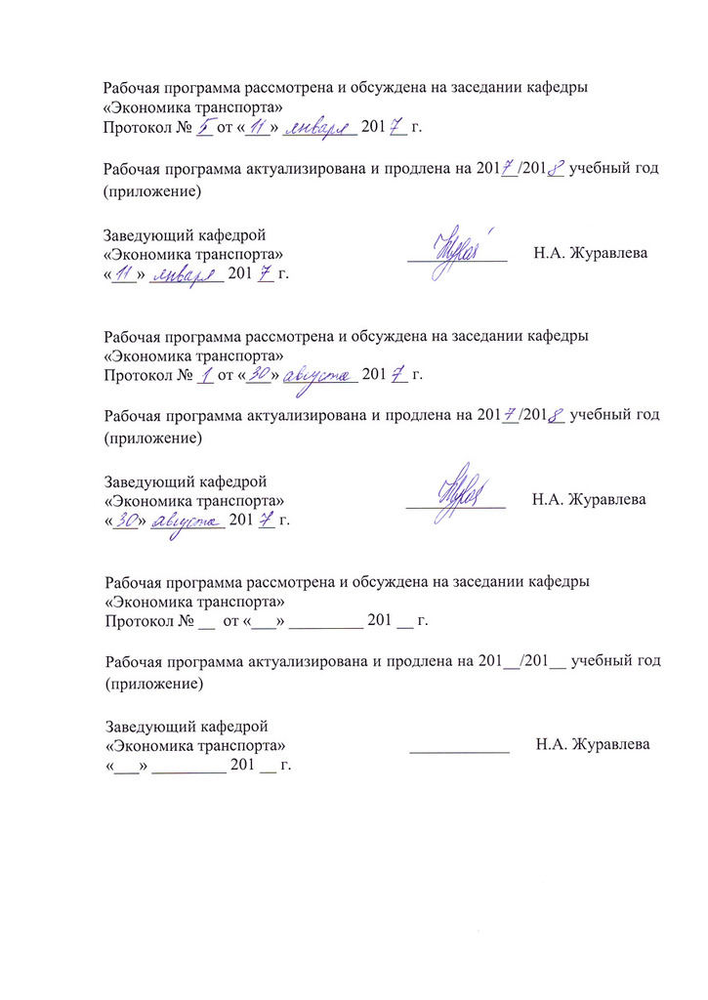 Рабочая программа рассмотрена и обсуждена на заседании кафедры
«Экономика транспорта»
Протокол № 5 от «11» января 2017 г.
Рабочая программа актуализирована и продлена на 2017/2018 учебный год
(приложение)
Заведующий кафедрой
«Экономика транспорта» ____________ Н.А. Журавлева
«11» января 2017 г.
Рабочая программа рассмотрена и обсуждена на заседании кафедры
«Экономика транспорта»
Протокол № 1 от «30» августа 2017 г.
Рабочая программа актуализирована и продлена на 2017/2018 учебный год
(приложение)
Заведующий кафедрой
«Экономика транспорта» ____________ Н.А. Журавлева
«30» августа 2017 г.
Рабочая программа рассмотрена и обсуждена на заседании кафедры
«Экономика транспорта»
Протокол № __ от «___» ____________ 201 __ г.
Рабочая программа актуализирована и продлена на 201__/201__ учебный год
(приложение)
Заведующий кафедрой
«Экономика транспорта» ____________ Н.А. Журавлева
«___» _________ 201 __ г.